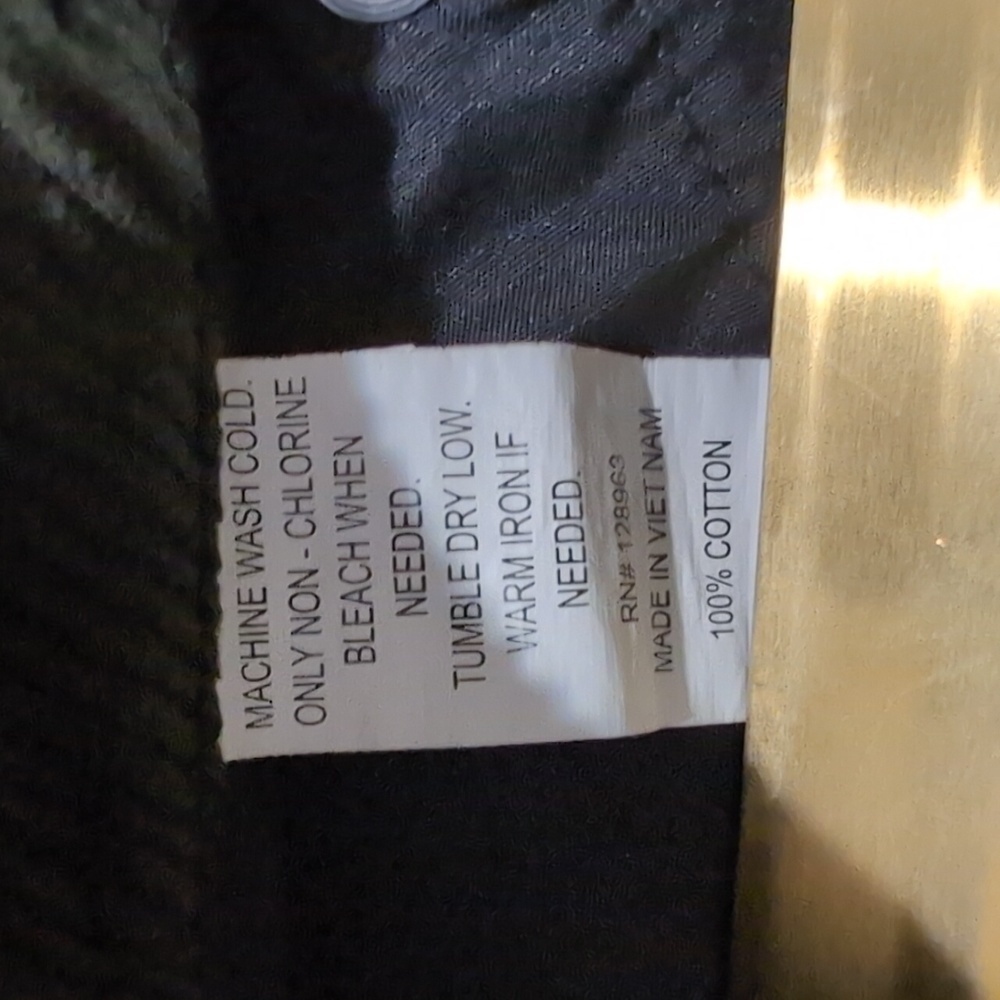 MACHINE WASH COLD.
ONLY NON - CHLORINE
BLEACH WHEN
NEEDED.
TUMBLE DRY LOW.
WARM IRON IF
NEEDED.
RN# 128963
MADE IN VIET NAM
100% COTTON